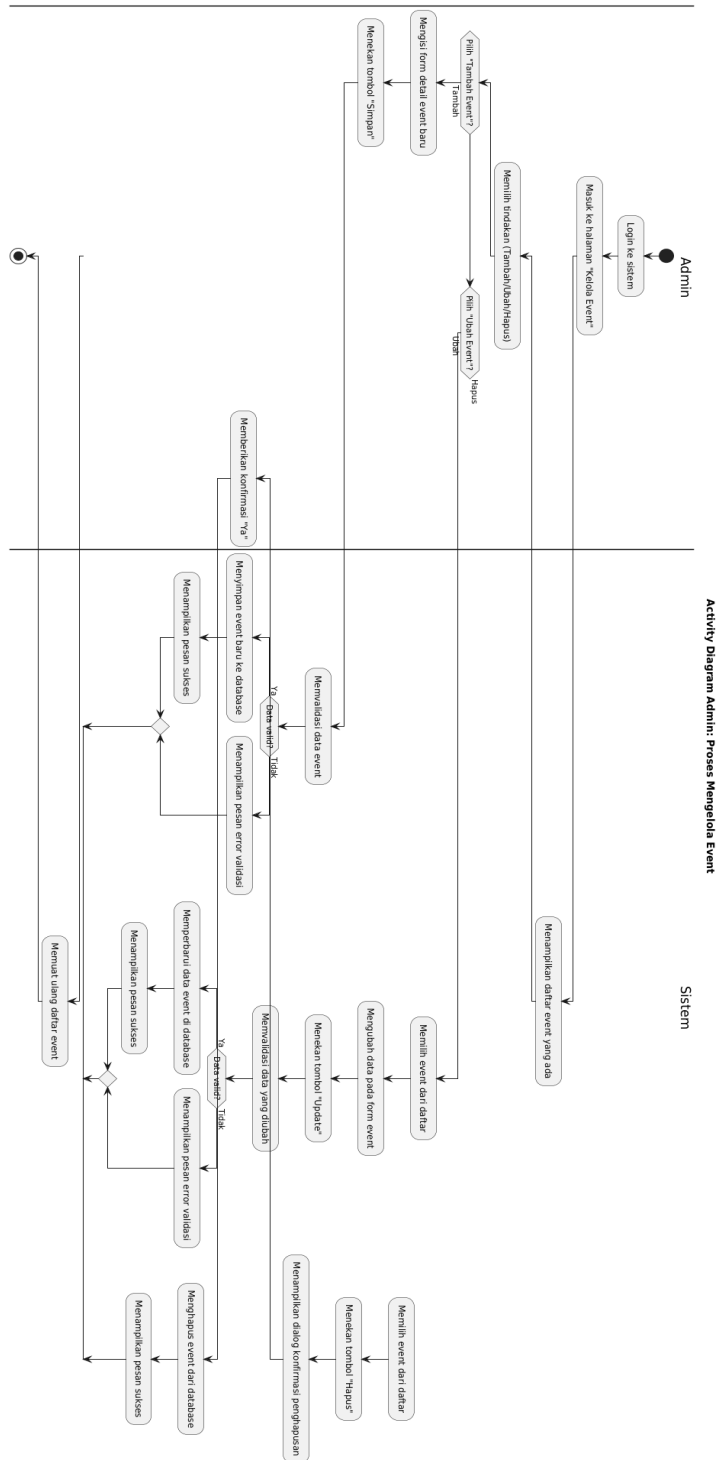 Activity Diagram Admin: Proses Mengelola Event
Admin
Sistem
Login ke sistem
Masuk ke halaman "Kelola Event"
Menampilkan daftar event yang ada
Memilih tindakan (Tambah/Ubah/Hapus)
Pilih "Tambah Event"?
Tambah
Pilih "Ubah Event"?
Ubah
Hapus
Mengisi form detail event baru
Menekan tombol "Simpan"
Memvalidasi data event
Data valid?
Ya
Tidak
Menyimpan event baru ke database
Menampilkan pesan sukses
Menampilkan pesan error validasi
Memilih event dari daftar
Mengubah data pada form event
Menekan tombol "Update"
Memvalidasi data yang diubah
Data valid?
Ya
Tidak
Memperbarui data event di database
Menampilkan pesan sukses
Menampilkan pesan error validasi
Memilih event dari daftar
Menekan tombol "Hapus"
Menampilkan dialog konfirmasi penghapusan
Memberikan konfirmasi "Ya"
Menghapus event dari database
Menampilkan pesan sukses
Memuat ulang daftar event